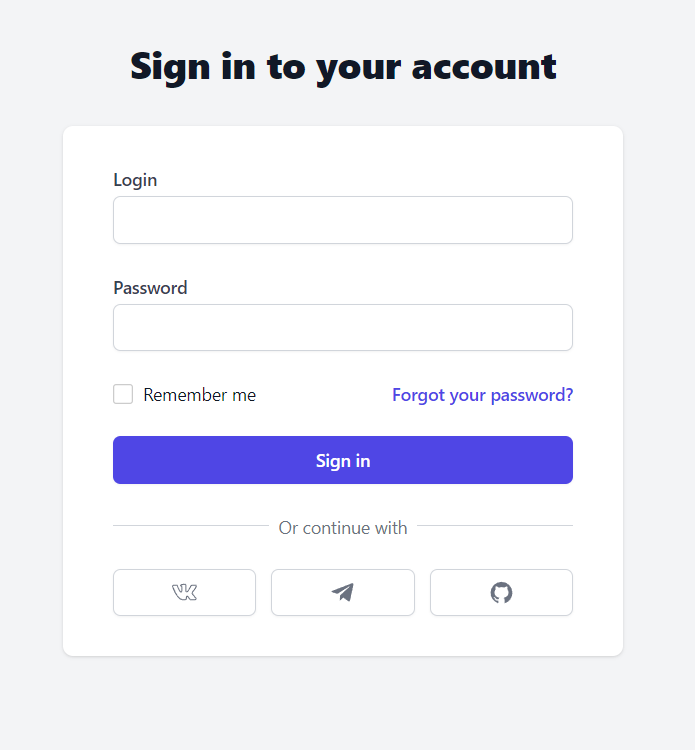 Sign in to your account
Login
Password
Remember me
Forgot your password?
Sign in
Or continue with